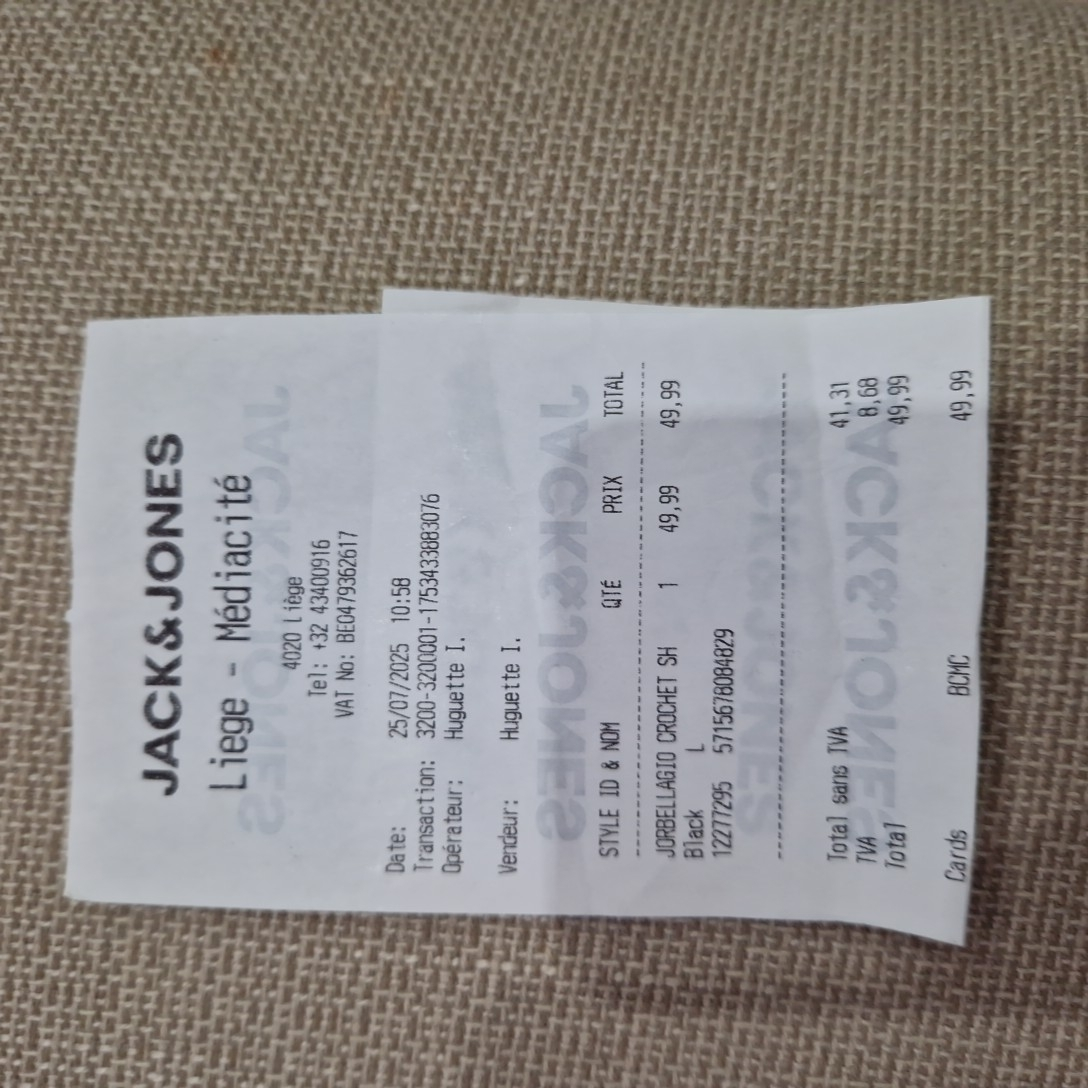 JACK&JONES
Liege - Médiacité
4020 Liège
Tel: +32 43400916
VAT No: BE0479362617
Date: 25/07/2025 10:58
Transaction: 3200-3200001-1753433883076
Opérateur: Huguette I.
Vendeur: Huguette I.
STYLE ID & NOM QTÉ PRIX TOTAL
JORBELLAGIO CROCHET SH 1 49,99 49,99
Black L
12277295 5715678084829
Total sans TVA 41,31
TVA 8,68
Total 49,99
Cards BCMC 49,99